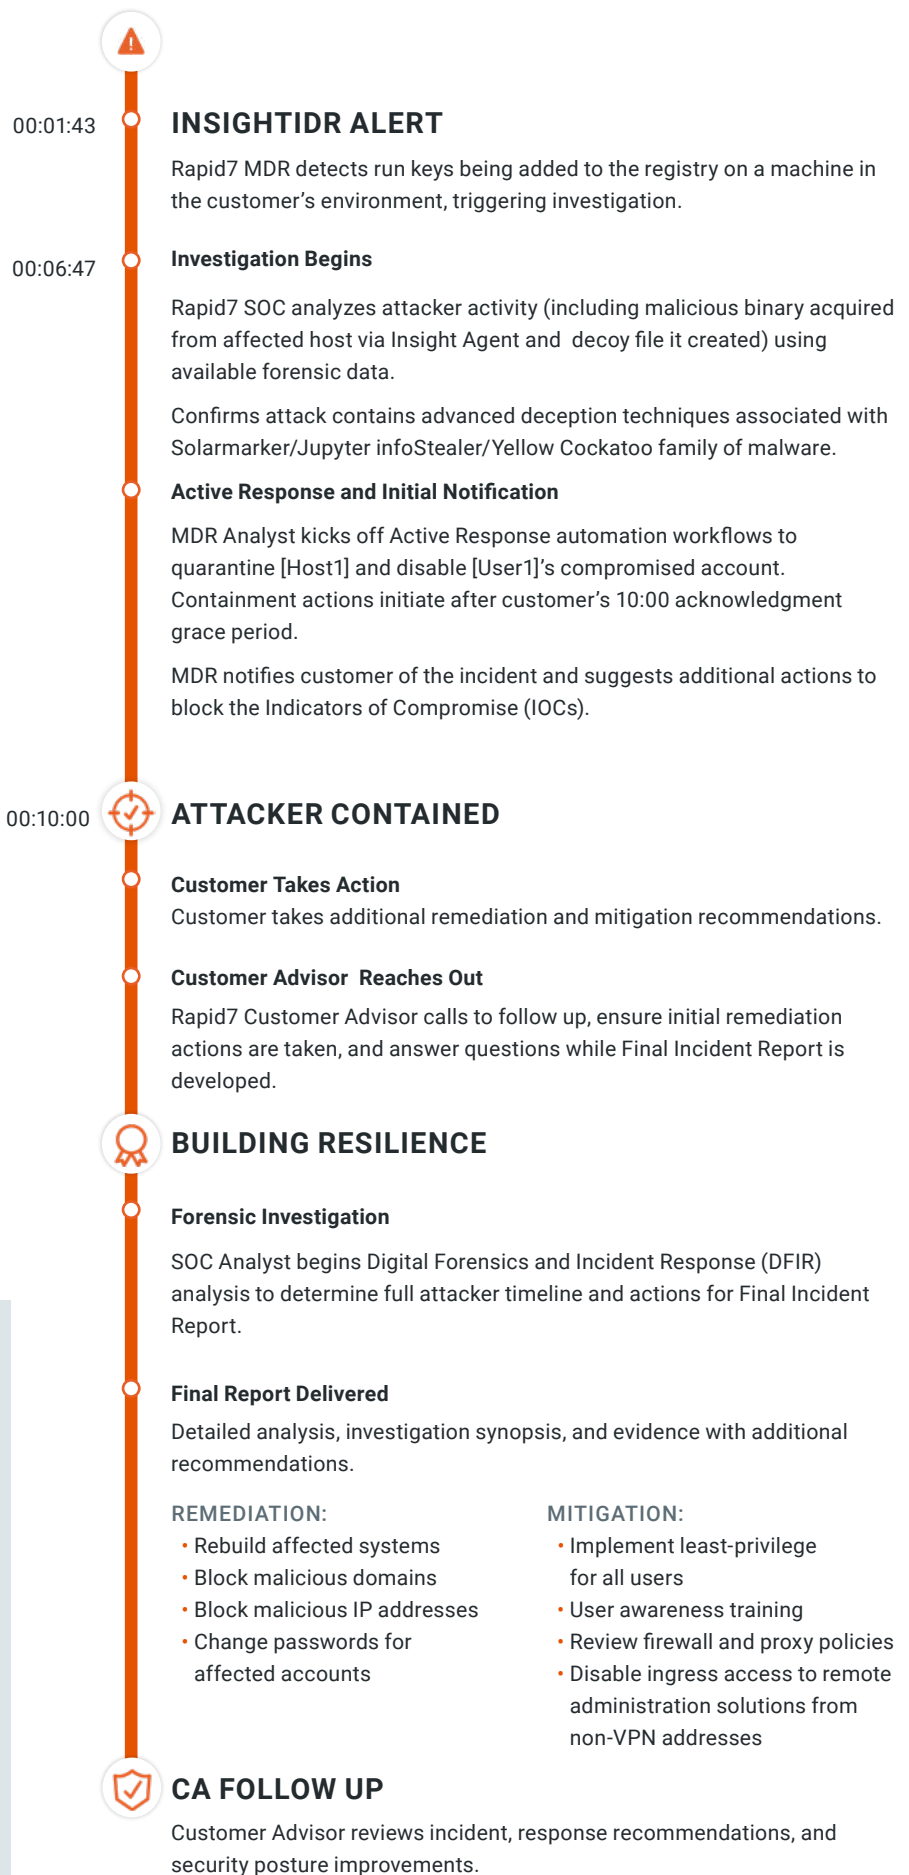 00:01:43
INSIGHTIDR ALERT
Rapid7 MDR detects run keys being added to the registry on a machine in
the customer’s environment, triggering investigation.
00:06:47
Investigation Begins
Rapid7 SOC analyzes attacker activity (including malicious binary acquired
from affected host via Insight Agent and  decoy file it created) using
available forensic data.
Confirms attack contains advanced deception techniques associated with
Solarmarker/Jupyter infoStealer/Yellow Cockatoo family of malware.
Active Response and Initial Notification
MDR Analyst kicks off Active Response automation workflows to
quarantine [Host1] and disable [User1]’s compromised account.
Containment actions initiate after customer’s 10:00 acknowledgment
grace period.
MDR notifies customer of the incident and suggests additional actions to
block the Indicators of Compromise (IOCs).
00:10:00
ATTACKER CONTAINED
Customer Takes Action
Customer takes additional remediation and mitigation recommendations.
Customer Advisor  Reaches Out
Rapid7 Customer Advisor calls to follow up, ensure initial remediation
actions are taken, and answer questions while Final Incident Report is
developed.
BUILDING RESILIENCE
Forensic Investigation
SOC Analyst begins Digital Forensics and Incident Response (DFIR)
analysis to determine full attacker timeline and actions for Final Incident
Report.
Final Report Delivered
Detailed analysis, investigation synopsis, and evidence with additional
recommendations.
REMEDIATION:
• Rebuild affected systems
• Block malicious domains
• Block malicious IP addresses
• Change passwords for
affected accounts
MITIGATION:
• Implement least-privilege
for all users
• User awareness training
• Review firewall and proxy policies
• Disable ingress access to remote
administration solutions from
non-VPN addresses
CA FOLLOW UP
Customer Advisor reviews incident, response recommendations, and
security posture improvements.